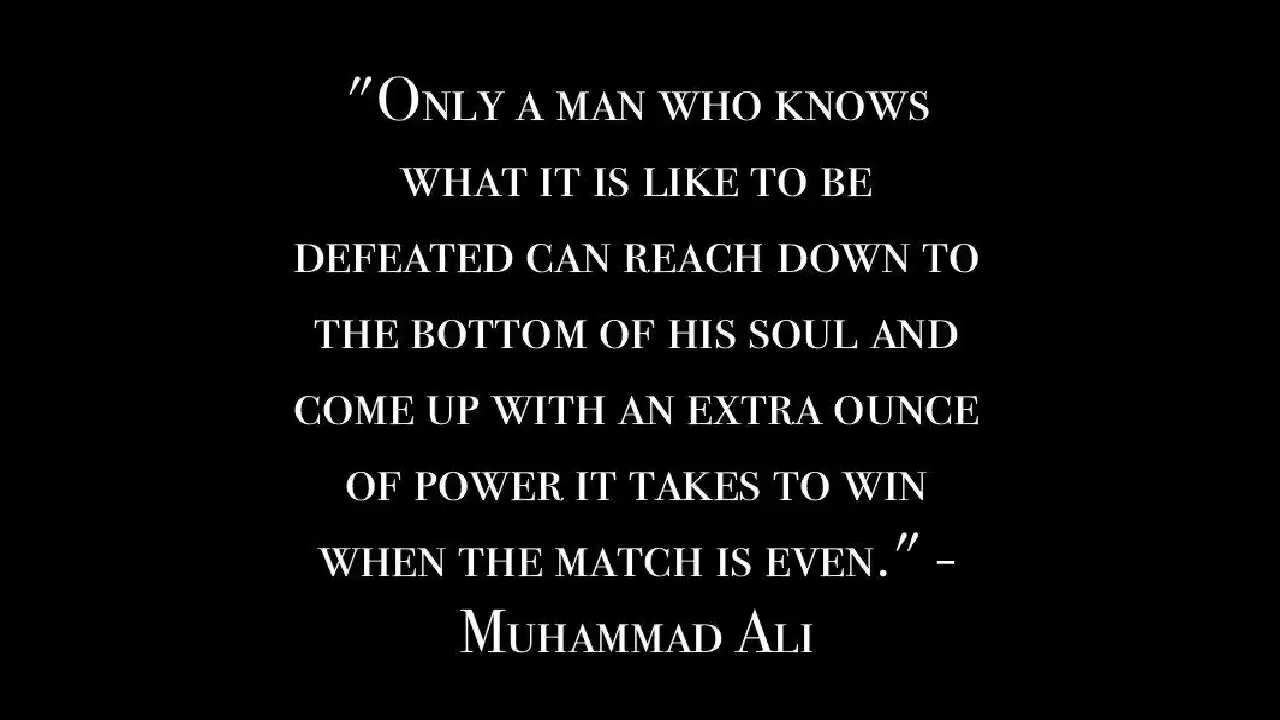 "Only a man who knows
what it is like to be
defeated can reach down to
the bottom of his soul and
come up with an extra ounce
of power it takes to win
when the match is even." -
Muhammad Ali